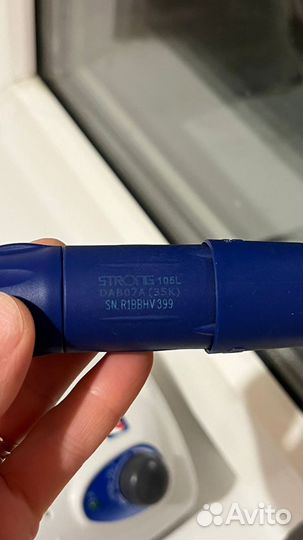 STRONG 106L
DAB07A (35K)
SN.R1BBHV399
Avito